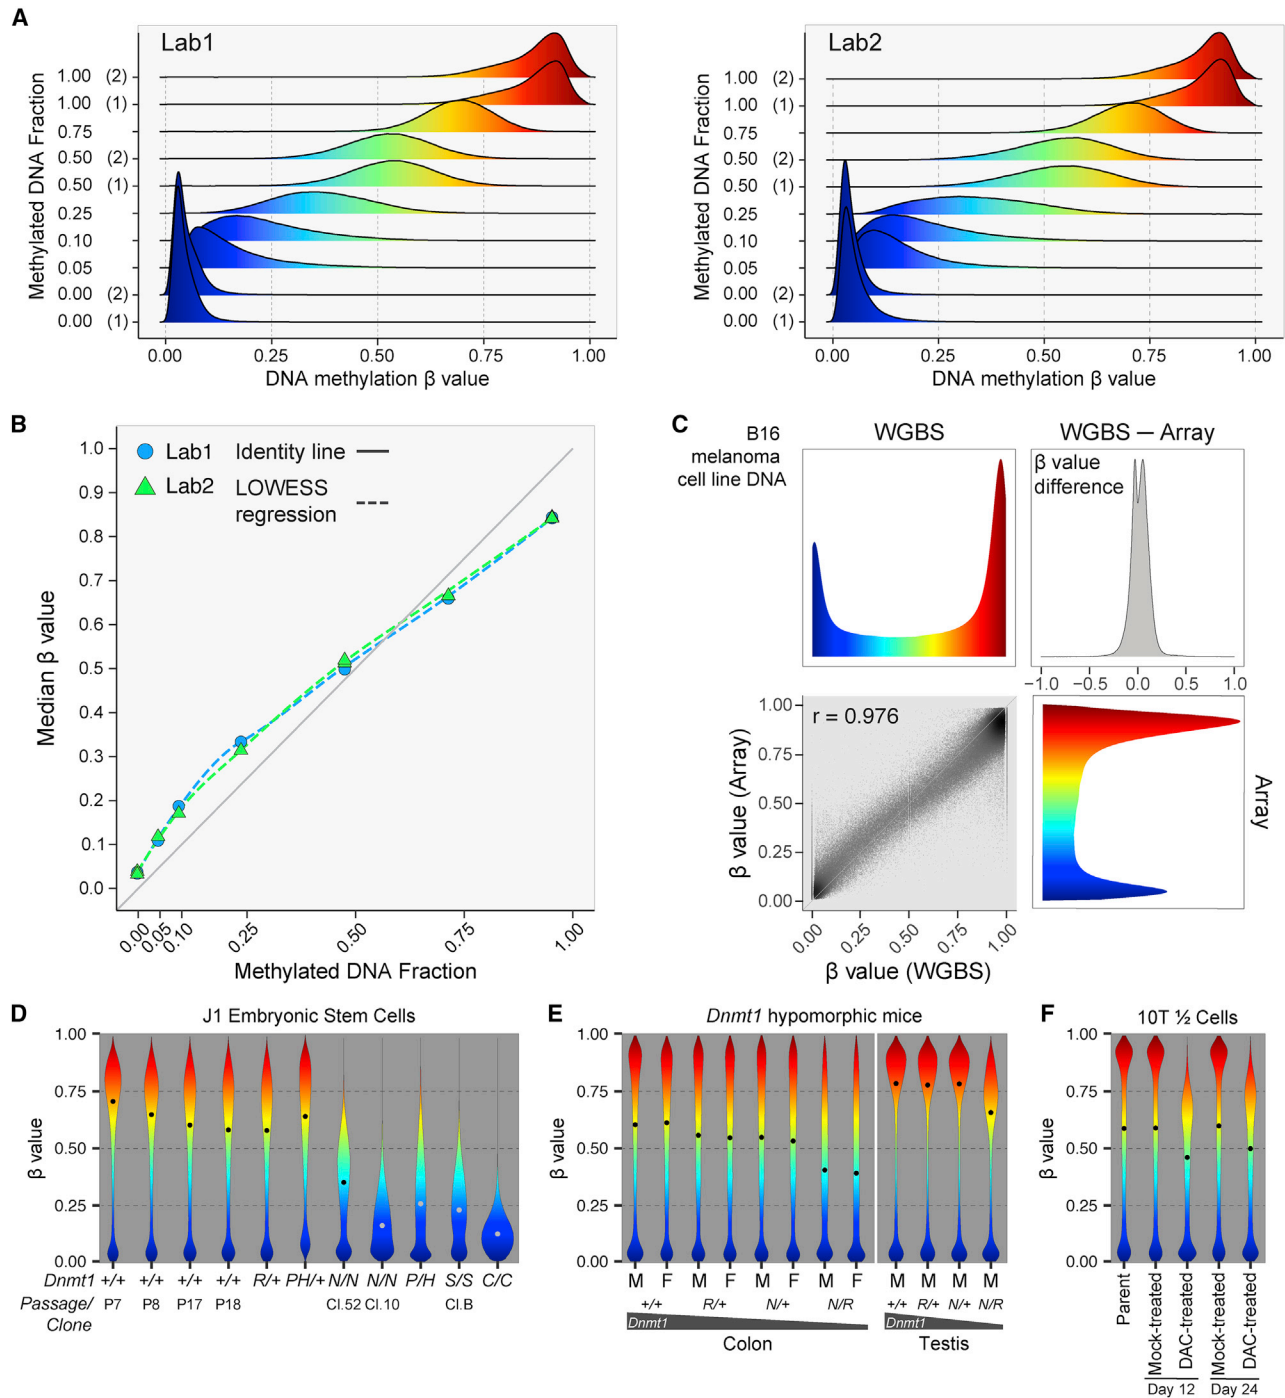 A
Lab1
Methylated DNA Fraction
1.00 (2)
1.00 (1)
0.75
0.50 (2)
0.50 (1)
0.25
0.10
0.05
0.00 (2)
0.00 (1)
0.00 0.25 0.50 0.75 1.00
DNA methylation β value
Lab2
Methylated DNA Fraction
1.00 (2)
1.00 (1)
0.75
0.50 (2)
0.50 (1)
0.25
0.10
0.05
0.00 (2)
0.00 (1)
0.00 0.25 0.50 0.75 1.00
DNA methylation β value
B
Lab1 Identity line
Lab2 LOWESS
regression
Median β value
1.0
0.9
0.8
0.7
0.6
0.5
0.4
0.3
0.2
0.1
0.0
0.00 0.05 0.10 0.25 0.50 0.75 1.00
Methylated DNA Fraction
C
B16
melanoma
cell line DNA
WGBS
WGBS — Array
β value
difference
−1.0 −0.5 0.0 0.5 1.0
r = 0.976
β value (Array)
1.00
0.75
0.50
0.25
0.00
0.00 0.25 0.50 0.75 1.00
β value (WGBS)
Array
D
J1 Embryonic Stem Cells
β value
1.00
0.75
0.50
0.25
0.00
Dnmt1 +/+ +/+ +/+ +/+ R/+ PH/+ N/N N/N P/H S/S C/C
Passage/ P7 P8 P17 P18 Cl.52 Cl.10 Cl.B
Clone
E
Dnmt1 hypomorphic mice
β value
1.00
0.75
0.50
0.25
0.00
M F M F M F M F M M M M
+/+ R/+ N/+ N/R +/+ R/+ N/+ N/R
Dnmt1 Dnmt1
Colon Testis
F
10T ½ Cells
β value
1.00
0.75
0.50
0.25
0.00
Parent
Mock-treated
DAC-treated
Mock-treated
DAC-treated
Day 12 Day 24